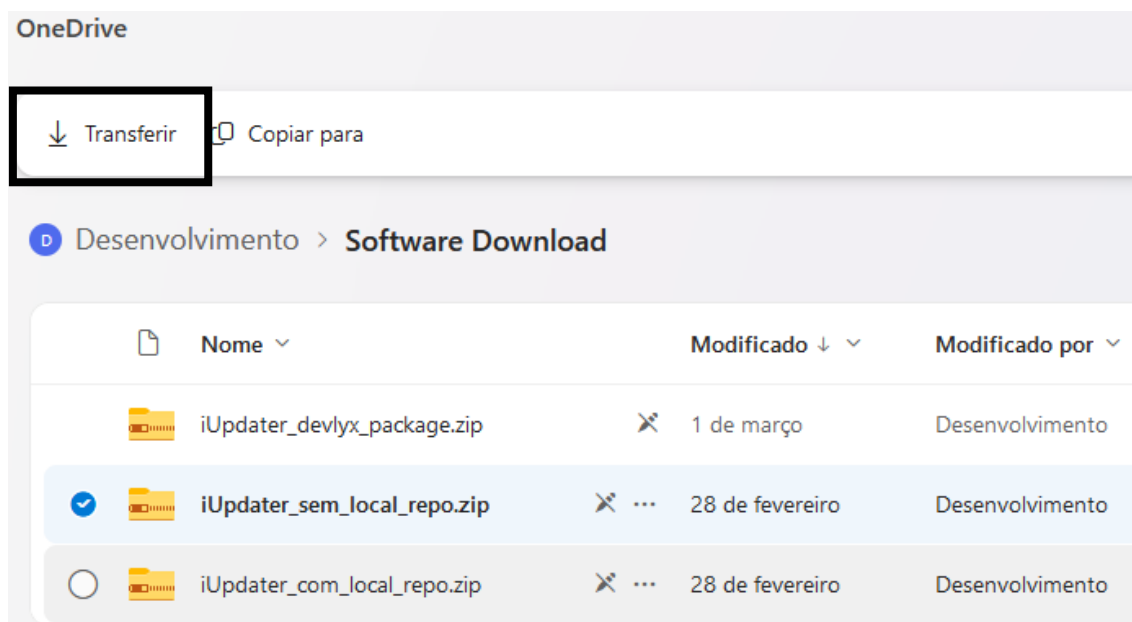 OneDrive
Transferir Copiar para
D Desenvolvimento > Software Download
Nome Modificado ↓ Modificado por
iUpdater_devlyx_package.zip 1 de março Desenvolvimento
iUpdater_sem_local_repo.zip ... 28 de fevereiro Desenvolvimento
iUpdater_com_local_repo.zip ... 28 de fevereiro Desenvolvimento